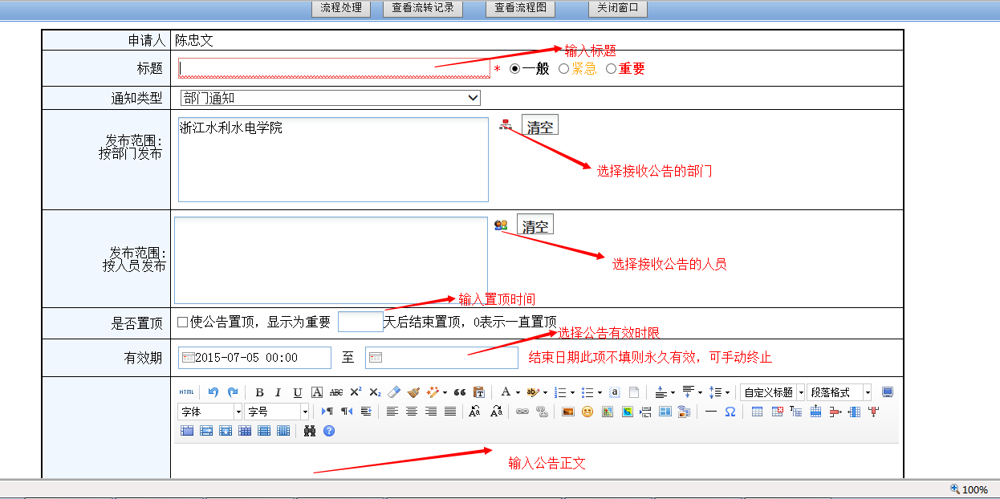 流程处理 查看流转记录 查看流程图 关闭窗口
申请人 陈忠文
输入标题
标题 * 一般 紧急 重要
通知类型 部门通知
浙江水利水电学院 清空
发布范围:
按部门发布
选择接收公告的部门
清空
发布范围:
按人员发布
选择接收公告的人员
输入置顶时间
是否置顶 使公告置顶，显示为重要 天后结束置顶，0表示一直置顶
选择公告有效时限
有效期 2015-07-05 00:00 至 结束日期此项不填则永久有效，可手动终止
HTML B I U A ABC X² X₂ A ab a 自定义标题 段落格式
字体 字号
输入公告正文
100%